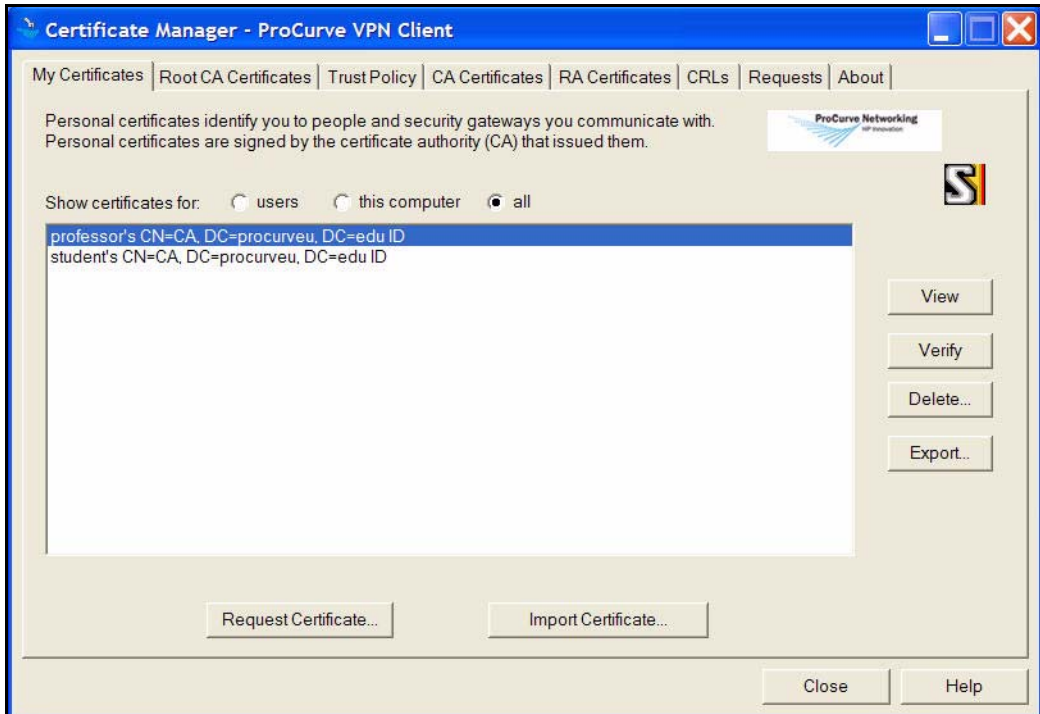 Certificate Manager - ProCurve VPN Client
My Certificates Root CA Certificates Trust Policy CA Certificates RA Certificates CRLs Requests About
Personal certificates identify you to people and security gateways you communicate with.
Personal certificates are signed by the certificate authority (CA) that issued them.
ProCurve Networking
HP Innovation
Show certificates for: users this computer all
professor's CN=CA, DC=procurveu, DC=edu ID
student's CN=CA, DC=procurveu, DC=edu ID
View
Verify
Delete...
Export...
Request Certificate... Import Certificate...
Close Help